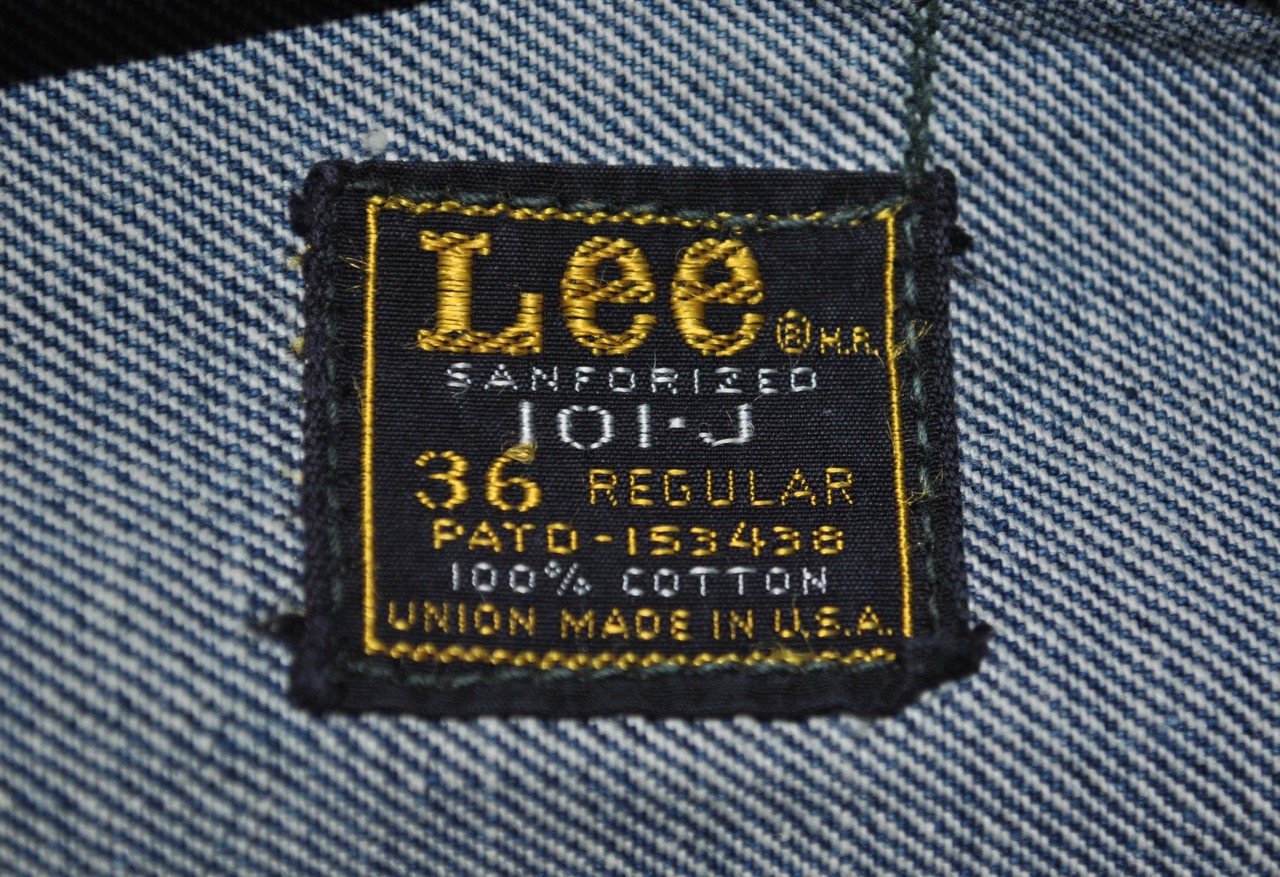 Lee ® M.R.
SANFORIZED
101-J
36 REGULAR
PATD-153438
100% COTTON
UNION MADE IN U.S.A.